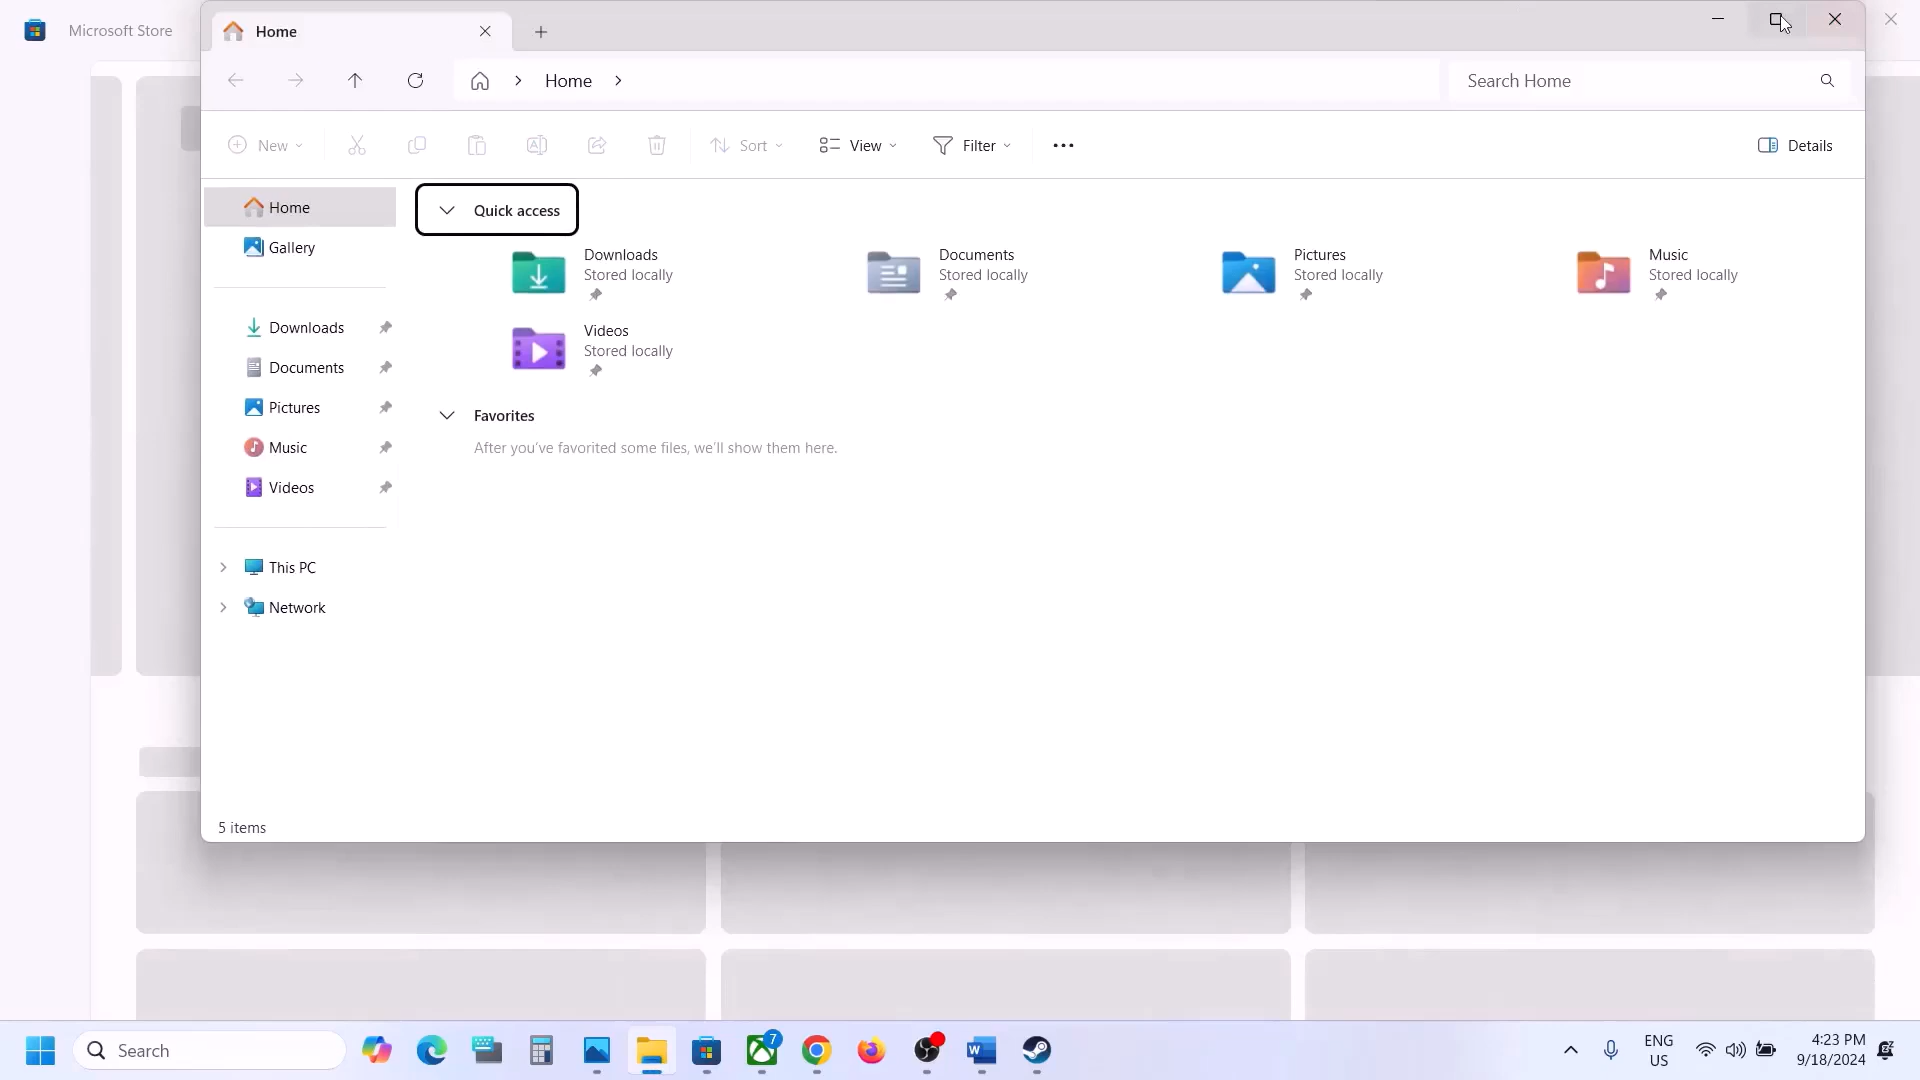 Microsoft Store
Home
Home
Search Home
New
Sort
View
Filter
Details
Home
Gallery
Downloads
Documents
Pictures
Music
Videos
This PC
Network
Quick access
Downloads
Stored locally
Documents
Stored locally
Pictures
Stored locally
Music
Stored locally
Videos
Stored locally
Favorites
After you've favorited some files, we'll show them here.
5 items
Search
7
ENG
US
4:23 PM
9/18/2024